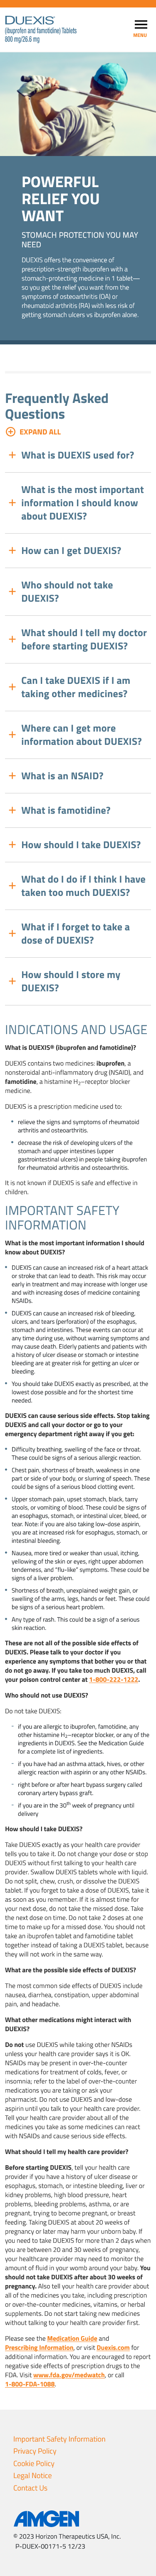 DUEXIS
(ibuprofen and famotidine) Tablets
800 mg/26.6 mg
MENU
POWERFUL
RELIEF YOU
WANT
STOMACH PROTECTION YOU MAY
NEED
DUEXIS offers the convenience of
prescription-strength ibuprofen with a
stomach-protecting medicine in 1 tablet—
so you get the relief you want from the
symptoms of osteoarthritis (OA) or
rheumatoid arthritis (RA) with less risk of
getting stomach ulcers vs ibuprofen alone.
Frequently Asked
Questions
EXPAND ALL
What is DUEXIS used for?
What is the most important
information I should know
about DUEXIS?
How can I get DUEXIS?
Who should not take
DUEXIS?
What should I tell my doctor
before starting DUEXIS?
Can I take DUEXIS if I am
taking other medicines?
Where can I get more
information about DUEXIS?
What is an NSAID?
What is famotidine?
How should I take DUEXIS?
What do I do if I think I have
taken too much DUEXIS?
What if I forget to take a
dose of DUEXIS?
How should I store my
DUEXIS?
INDICATIONS AND USAGE
What is DUEXIS® (ibuprofen and famotidine)?
DUEXIS contains two medicines: ibuprofen, a
nonsteroidal anti-inflammatory drug (NSAID), and
famotidine, a histamine H2-receptor blocker
medicine.
DUEXIS is a prescription medicine used to:
relieve the signs and symptoms of rheumatoid
arthritis and osteoarthritis.
decrease the risk of developing ulcers of the
stomach and upper intestines (upper
gastrointestinal ulcers) in people taking ibuprofen
for rheumatoid arthritis and osteoarthritis.
It is not known if DUEXIS is safe and effective in
children.
IMPORTANT SAFETY
INFORMATION
What is the most important information I should
know about DUEXIS?
DUEXIS can cause an increased risk of a heart attack
or stroke that can lead to death. This risk may occur
early in treatment and may increase with longer use
and with increasing doses of medicine containing
NSAIDs.
DUEXIS can cause an increased risk of bleeding,
ulcers, and tears (perforation) of the esophagus,
stomach and intestines. These events can occur at
any time during use, without warning symptoms and
may cause death. Elderly patients and patients with
a history of ulcer disease or stomach or intestine
bleeding are at greater risk for getting an ulcer or
bleeding.
You should take DUEXIS exactly as prescribed, at the
lowest dose possible and for the shortest time
needed.
DUEXIS can cause serious side effects. Stop taking
DUEXIS and call your doctor or go to your
emergency department right away if you get:
Difficulty breathing, swelling of the face or throat.
These could be signs of a serious allergic reaction.
Chest pain, shortness of breath, weakness in one
part or side of your body, or slurring of speech. These
could be signs of a serious blood clotting event.
Upper stomach pain, upset stomach, black, tarry
stools, or vomiting of blood. These could be signs of
an esophagus, stomach, or intestinal ulcer, bleed, or
tear. Note: If you are also taking low-dose aspirin,
you are at increased risk for esophagus, stomach, or
intestinal bleeding.
Nausea, more tired or weaker than usual, itching,
yellowing of the skin or eyes, right upper abdominal
tenderness, and "flu-like" symptoms. These could be
signs of a liver problem.
Shortness of breath, unexplained weight gain, or
swelling of the arms, legs, hands or feet. These could
be signs of a serious heart problem.
Any type of rash. This could be a sign of a serious
skin reaction.
These are not all of the possible side effects of
DUEXIS. Please talk to your doctor if you
experience any symptoms that bother you or that
do not go away. If you take too much DUEXIS, call
your poison control center at 1-800-222-1222.
Who should not use DUEXIS?
Do not take DUEXIS:
if you are allergic to ibuprofen, famotidine, any
other histamine H2-receptor blocker, or any of the
ingredients in DUEXIS. See the Medication Guide
for a complete list of ingredients.
if you have had an asthma attack, hives, or other
allergic reaction with aspirin or any other NSAIDs.
right before or after heart bypass surgery called
coronary artery bypass graft.
if you are in the 30th week of pregnancy until
delivery
How should I take DUEXIS?
Take DUEXIS exactly as your health care provider
tells you to take it. Do not change your dose or stop
DUEXIS without first talking to your health care
provider. Swallow DUEXIS tablets whole with liquid.
Do not split, chew, crush, or dissolve the DUEXIS
tablet. If you forget to take a dose of DUEXIS, take it
as soon as you remember. If it is almost time for
your next dose, do not take the missed dose. Take
the next dose on time. Do not take 2 doses at one
time to make up for a missed dose. You should not
take an ibuprofen tablet and famotidine tablet
together instead of taking a DUEXIS tablet, because
they will not work in the same way.
What are the possible side effects of DUEXIS?
The most common side effects of DUEXIS include
nausea, diarrhea, constipation, upper abdominal
pain, and headache.
What other medications might interact with
DUEXIS?
Do not use DUEXIS while taking other NSAIDs
unless your health care provider says it is OK.
NSAIDs may be present in over-the-counter
medications for treatment of colds, fever, or
insomnia; refer to the label of over-the-counter
medications you are taking or ask your
pharmacist. Do not use DUEXIS and low-dose
aspirin until you talk to your health care provider.
Tell your health care provider about all of the
medicines you take as some medicines can react
with NSAIDs and cause serious side effects.
What should I tell my health care provider?
Before starting DUEXIS, tell your health care
provider if you have a history of ulcer disease or
esophagus, stomach, or intestine bleeding, liver or
kidney problems, high blood pressure, heart
problems, bleeding problems, asthma, or are
pregnant, trying to become pregnant, or breast
feeding. Taking DUEXIS at about 20 weeks of
pregnancy or later may harm your unborn baby. If
you need to take DUEXIS for more than 2 days when
you are between 20 and 30 weeks of pregnancy,
your healthcare provider may need to monitor the
amount of fluid in your womb around your baby. You
should not take DUEXIS after about 30 weeks of
pregnancy. Also tell your health care provider about
all of the medicines you take, including prescription
and over-the-counter medicines, vitamins, or herbal
supplements, and do not start taking any new
medicine without talking to your health care
provider first.
Please see the Medication Guide and
Prescribing Information, or visit Duexis.com for
additional information. You are encouraged to report
negative side effects of prescription drugs to the
FDA. Visit www.fda.gov/medwatch, or call
1-800-FDA-1088.
Important Safety Information
Privacy Policy
Cookie Policy
Legal Notice
Contact Us
AMGEN
© 2023 Horizon Therapeutics USA, Inc.
P-DUEX-00171-5 12/23